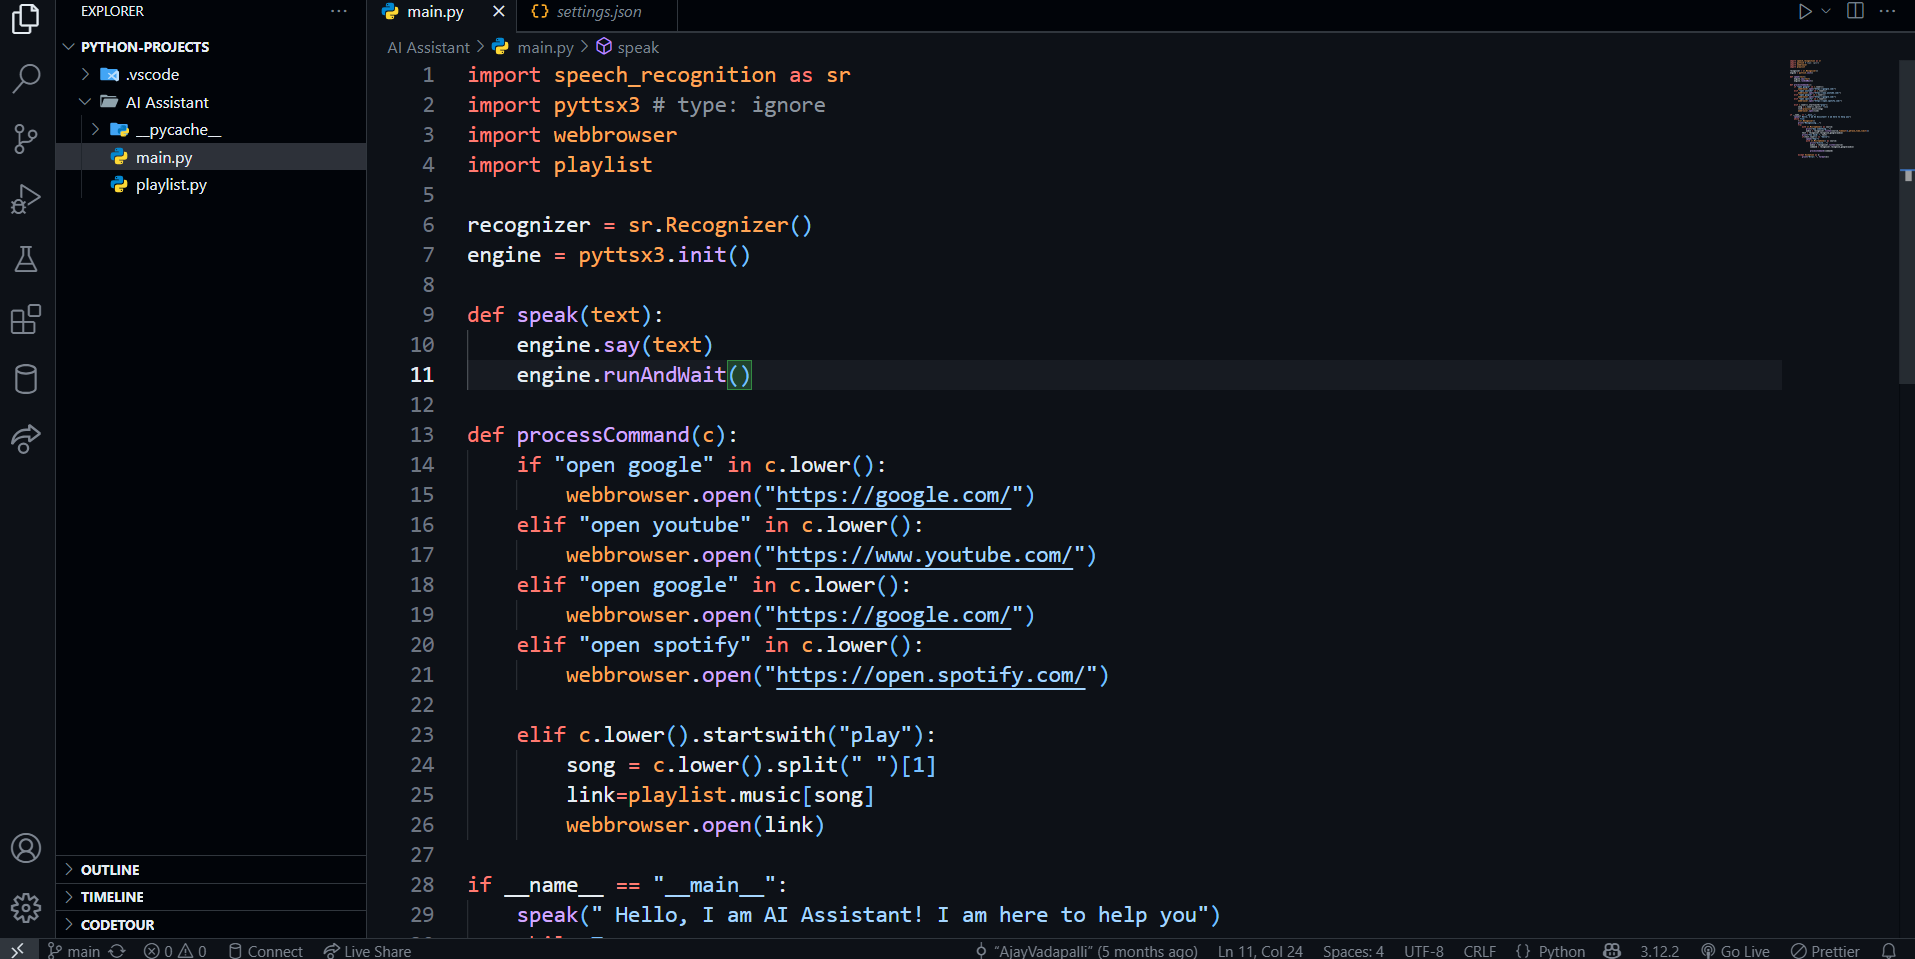 EXPLORER
PYTHON-PROJECTS
.vscode
AI Assistant
__pycache__
main.py
playlist.py
OUTLINE
TIMELINE
CODETOUR
main.py
settings.json
AI Assistant > main.py > speak
1 import speech_recognition as sr
2 import pyttsx3 # type: ignore
3 import webbrowser
4 import playlist
5
6 recognizer = sr.Recognizer()
7 engine = pyttsx3.init()
8
9 def speak(text):
10     engine.say(text)
11     engine.runAndWait()
12
13 def processCommand(c):
14     if "open google" in c.lower():
15         webbrowser.open("https://google.com/")
16     elif "open youtube" in c.lower():
17         webbrowser.open("https://www.youtube.com/")
18     elif "open google" in c.lower():
19         webbrowser.open("https://google.com/")
20     elif "open spotify" in c.lower():
21         webbrowser.open("https://open.spotify.com/")
22
23     elif c.lower().startswith("play"):
24         song = c.lower().split(" ")[1]
25         link=playlist.music[song]
26         webbrowser.open(link)
27
28 if __name__ == "__main__":
29     speak(" Hello, I am AI Assistant! I am here to help you")
main 0 0 Connect Live Share "AjayVadapalli" (5 months ago) Ln 11, Col 24 Spaces: 4 UTF-8 CRLF {} Python 3.12.2 Go Live Prettier